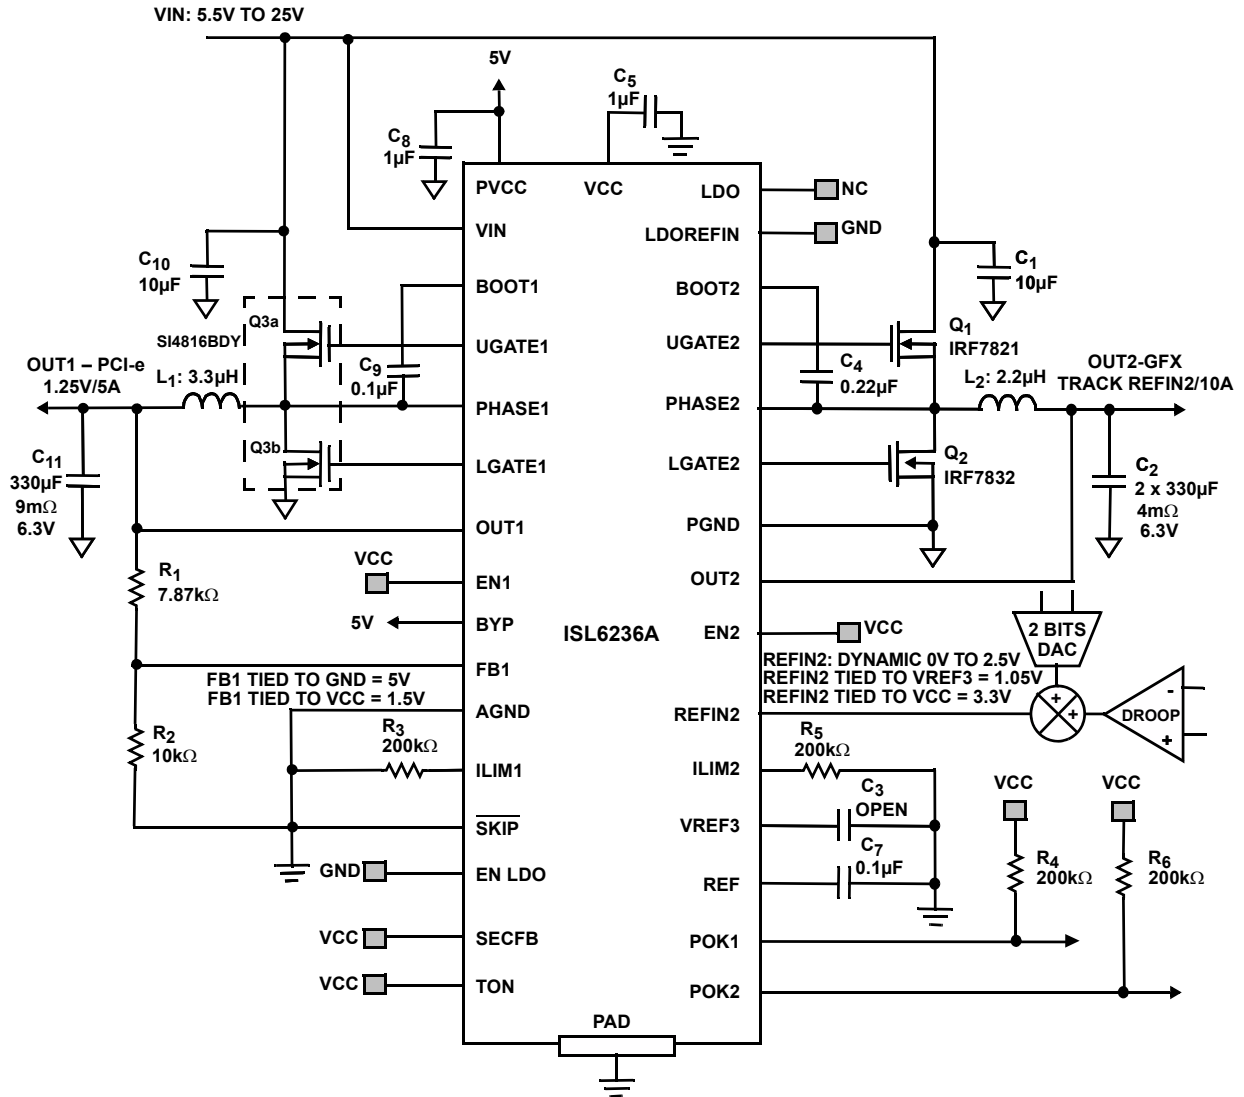 VIN: 5.5V TO 25V
5V
C5
1µF
C8
1µF
PVCC
VCC
LDO
NC
VIN
LDOREFIN
GND
C10
10µF
BOOT1
BOOT2
C1
10µF
Q3a
SI4816BDY
UGATE1
UGATE2
Q1
IRF7821
OUT1 – PCI-e
1.25V/5A
L1: 3.3µH
C9
0.1µF
C4
0.22µF
L2: 2.2µH
OUT2-GFX
TRACK REFIN2/10A
PHASE1
PHASE2
Q3b
LGATE1
LGATE2
Q2
IRF7832
C11
330µF
9mΩ
6.3V
C2
2 x 330µF
4mΩ
6.3V
OUT1
PGND
VCC
R1
7.87kΩ
EN1
OUT2
5V
BYP
ISL6236A
EN2
VCC
2 BITS
DAC
FB1
FB1 TIED TO GND = 5V
FB1 TIED TO VCC = 1.5V
REFIN2: DYNAMIC 0V TO 2.5V
REFIN2 TIED TO VREF3 = 1.05V
REFIN2 TIED TO VCC = 3.3V
+
+
-
DROOP
+
AGND
REFIN2
R2
10kΩ
R3
200kΩ
R5
200kΩ
ILIM1
ILIM2
C3
OPEN
VCC
VCC
SKIP
VREF3
C7
0.1µF
R4
200kΩ
R6
200kΩ
GND
EN LDO
REF
VCC
SECFB
POK1
VCC
TON
POK2
PAD